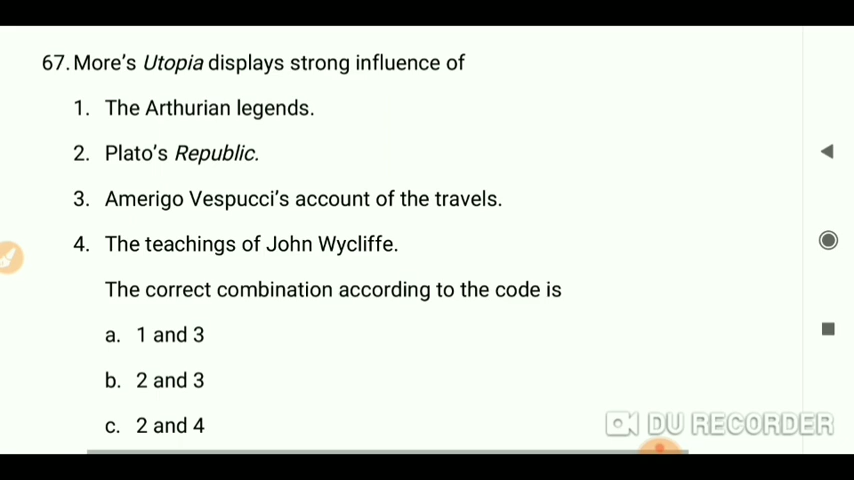 67. More's Utopia displays strong influence of
1. The Arthurian legends.
2. Plato's Republic.
3. Amerigo Vespucci's account of the travels.
4. The teachings of John Wycliffe.
The correct combination according to the code is
a. 1 and 3
b. 2 and 3
c. 2 and 4
DU RECORDER